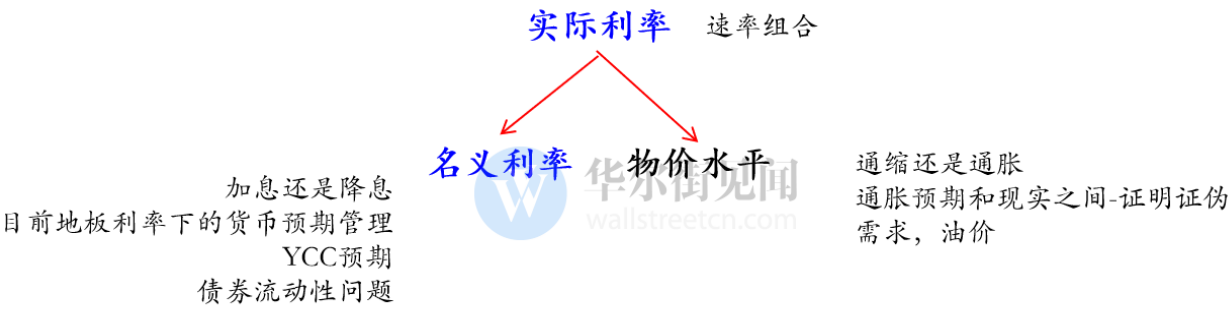 实际利率 速率组合
名义利率 物价水平
华尔街见闻
wallstreetcn.com
加息还是降息
目前地板利率下的货币预期管理
YCC预期
债券流动性问题
通缩还是通胀
通胀预期和现实之间-证明证伪
需求，油价